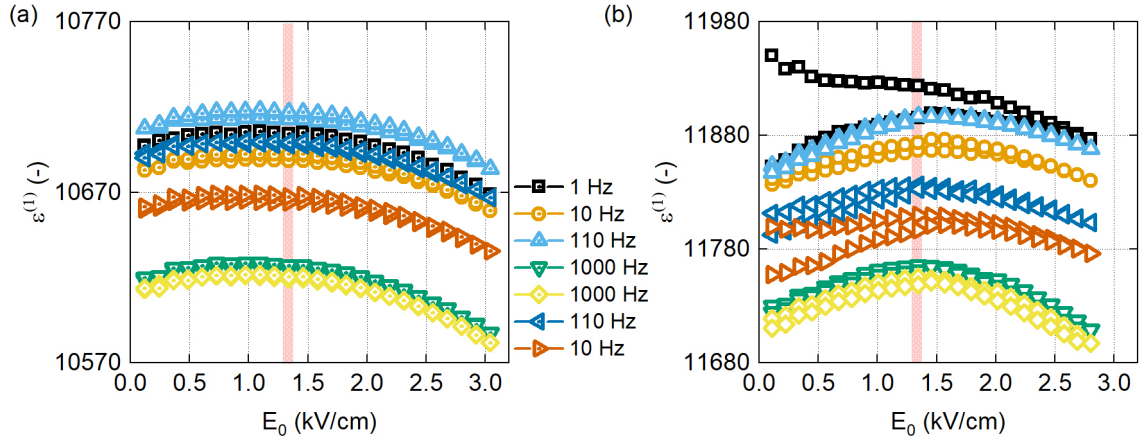 (a)
10770
10670
10570
ε(1) (-)
0.0 0.5 1.0 1.5 2.0 2.5 3.0
E0 (kV/cm)
1 Hz
10 Hz
110 Hz
1000 Hz
1000 Hz
110 Hz
10 Hz
(b)
11980
11880
11780
11680
ε(1) (-)
0.0 0.5 1.0 1.5 2.0 2.5 3.0
E0 (kV/cm)